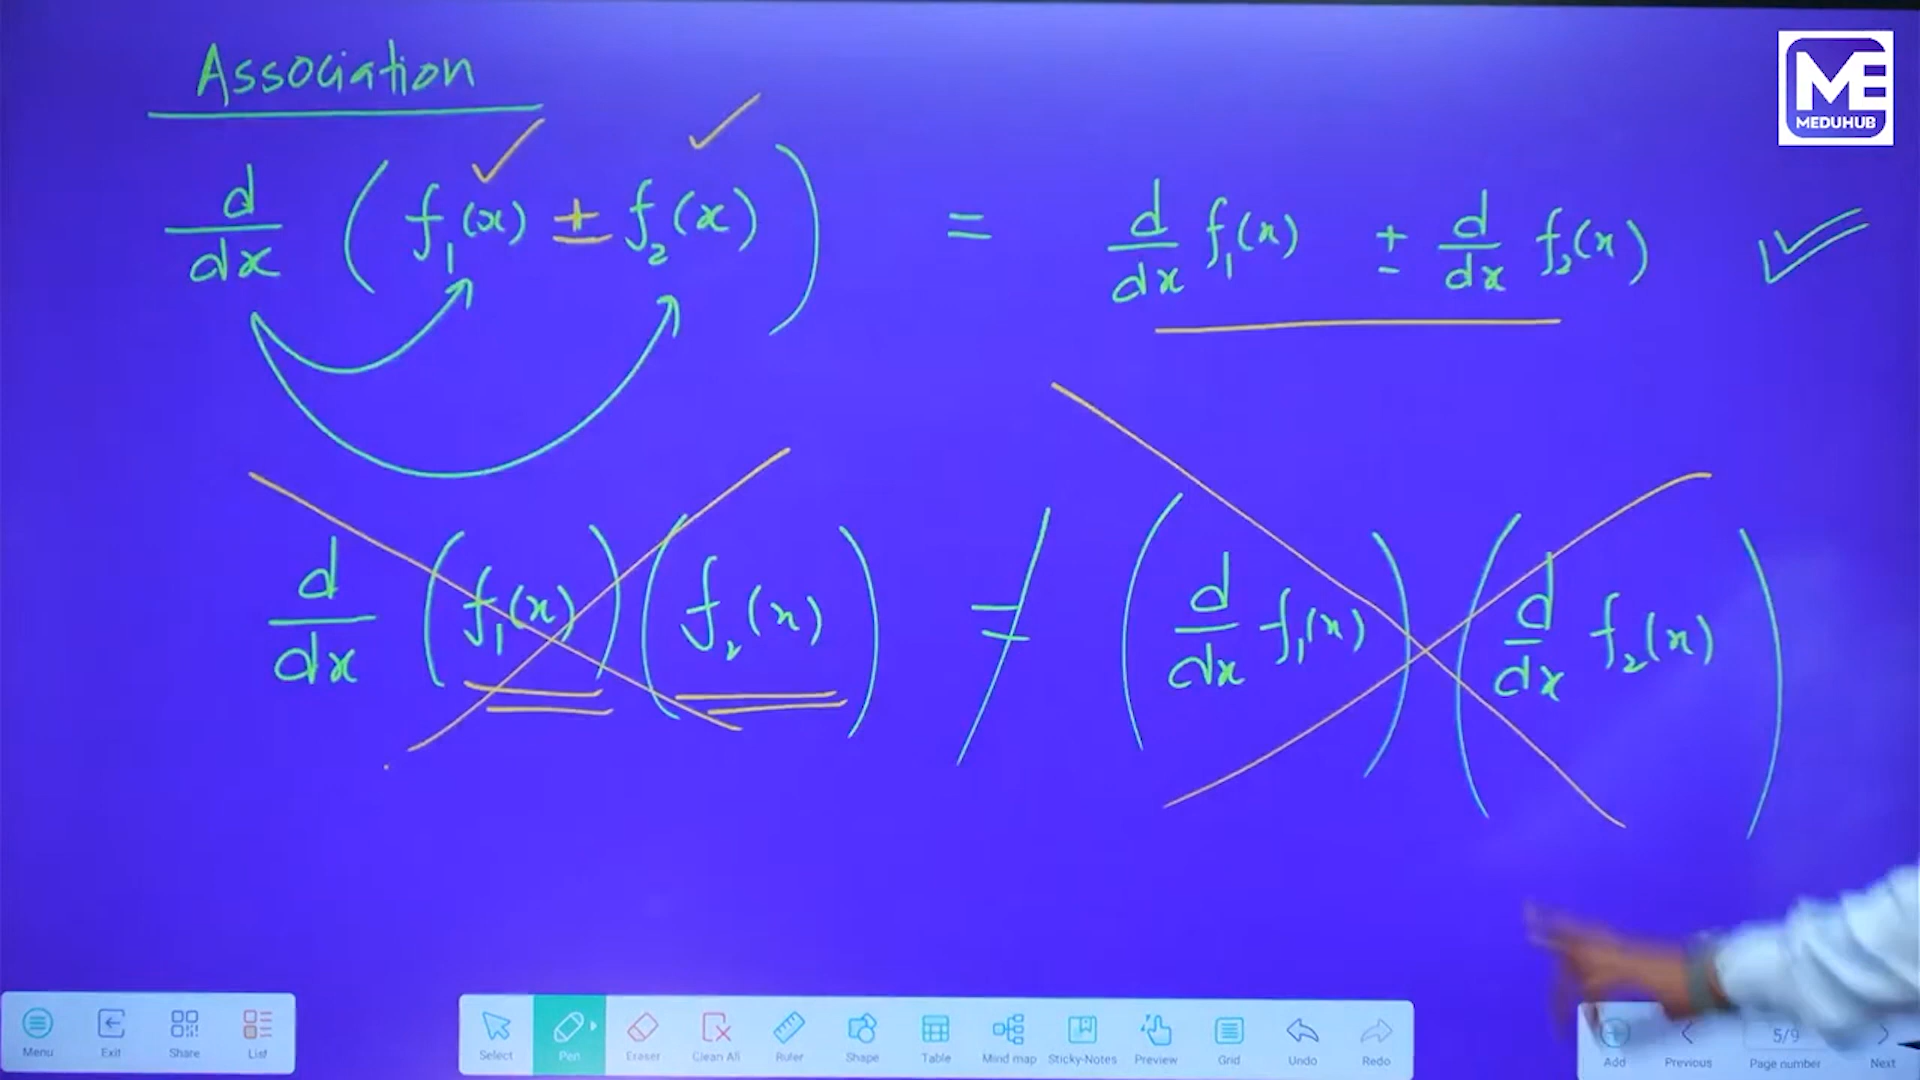 Association
ME
MEDUHUB
d/dx ( f₁(x) ± f₂(x) ) = d/dx f₁(x) ± d/dx f₂(x)
d/dx (f₁(x)) (f₂(x)) ≠ (d/dx f₁(x)) (d/dx f₂(x))
Menu Exit Share List Select Pen Eraser Clean All Ruler Shape Table Mind map Sticky-Notes Preview Grid Undo Redo Add Previous 5/9 Page number Next